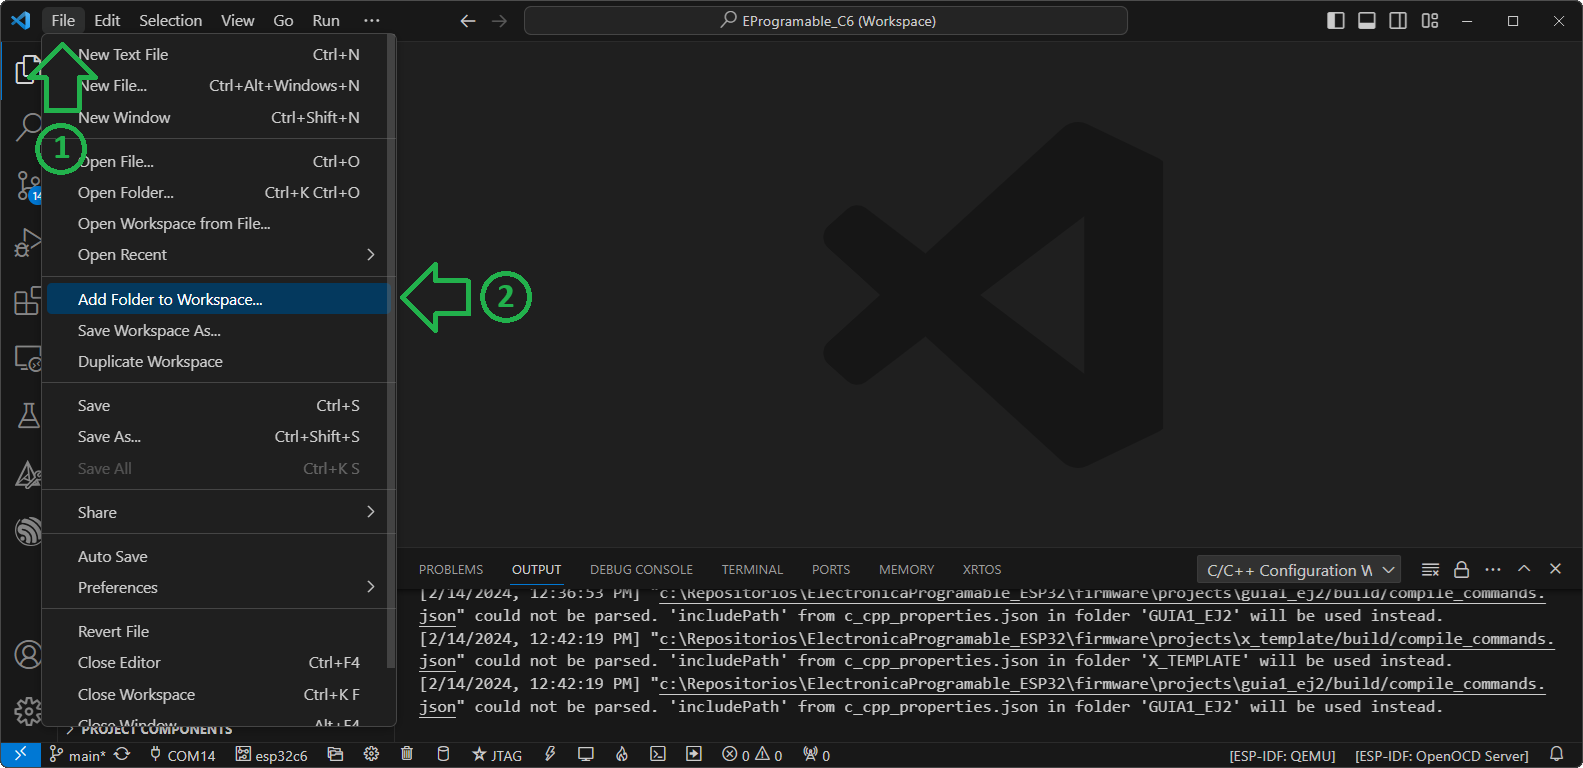 File Edit Selection View Go Run ···
EProgramable_C6 (Workspace)
New Text File Ctrl+N
New File... Ctrl+Alt+Windows+N
New Window Ctrl+Shift+N
1
Open File... Ctrl+O
14
Open Folder... Ctrl+K Ctrl+O
Open Workspace from File...
Open Recent
Add Folder to Workspace...
2
Save Workspace As...
Duplicate Workspace
Save Ctrl+S
Save As... Ctrl+Shift+S
Save All Ctrl+K S
Share
Auto Save
Preferences
Revert File
Close Editor Ctrl+F4
Close Workspace Ctrl+K F
Close Window Alt+F4
PROJECT COMPONENTS
PROBLEMS OUTPUT DEBUG CONSOLE TERMINAL PORTS MEMORY XRTOS
C/C++ Configuration W
[2/14/2024, 12:36:53 PM] "c:\Repositorios\ElectronicaProgramable_ESP32\firmware\projects\guia1_ej2/build/compile_commands.
json" could not be parsed. 'includePath' from c_cpp_properties.json in folder 'GUIA1_EJ2' will be used instead.
[2/14/2024, 12:42:19 PM] "c:\Repositorios\ElectronicaProgramable_ESP32\firmware\projects\x_template/build/compile_commands.
json" could not be parsed. 'includePath' from c_cpp_properties.json in folder 'X_TEMPLATE' will be used instead.
[2/14/2024, 12:42:19 PM] "c:\Repositorios\ElectronicaProgramable_ESP32\firmware\projects\guia1_ej2/build/compile_commands.
json" could not be parsed. 'includePath' from c_cpp_properties.json in folder 'GUIA1_EJ2' will be used instead.
main* COM14 esp32c6 JTAG 0 0 0 [ESP-IDF: QEMU] [ESP-IDF: OpenOCD Server]